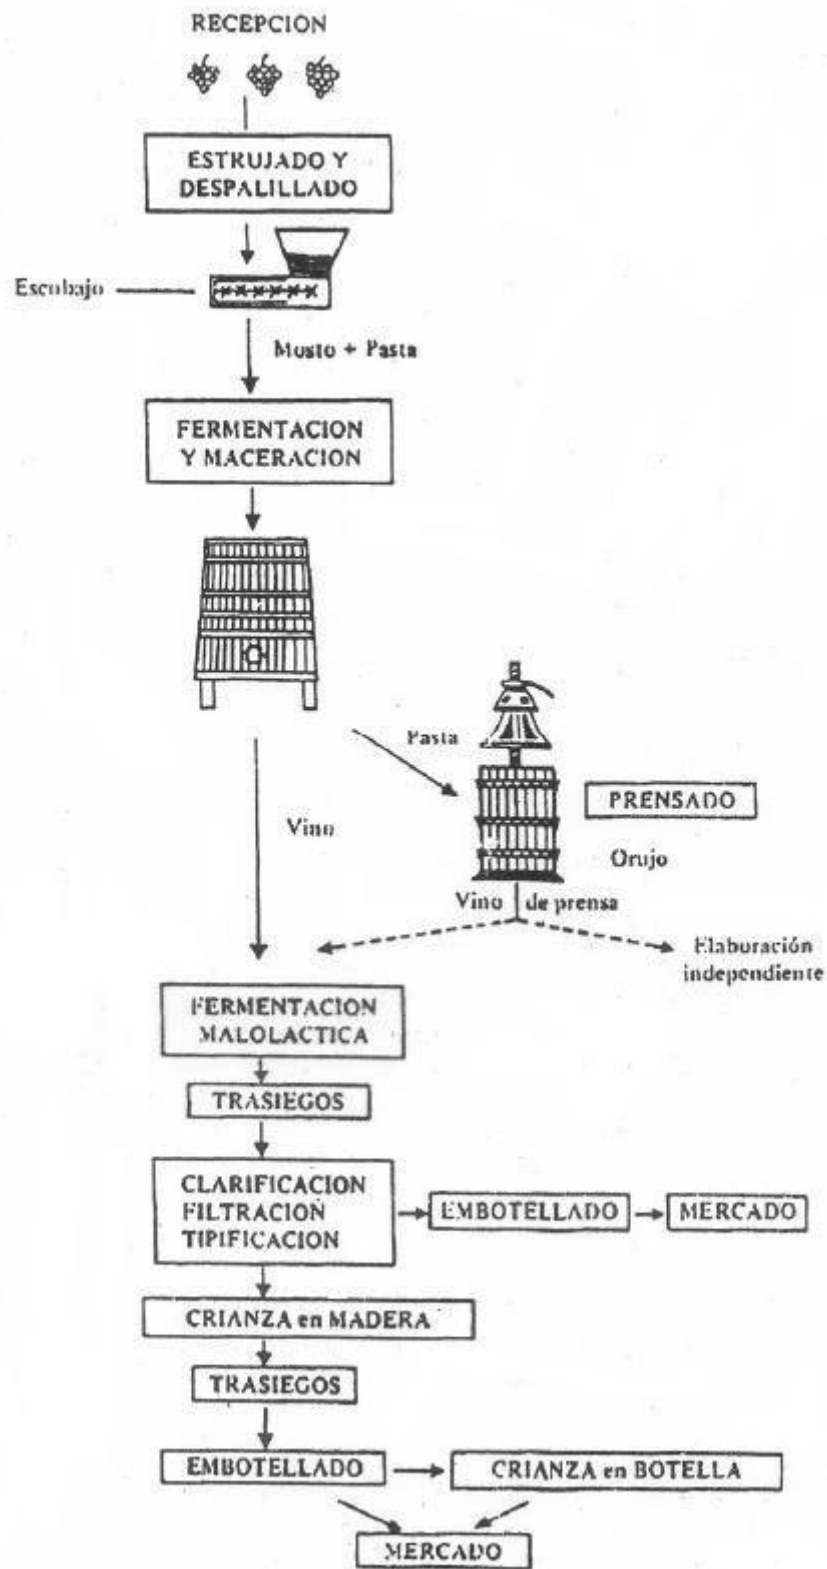 RECEPCION
ESTRUJADO Y
DESPALILLADO
Escobajo
Mosto + Pasta
FERMENTACION
Y MACERACION
Pasta
PRENSADO
Vino
Orujo
Vino de prensa
Elaboración
independiente
FERMENTACION
MALOLACTICA
TRASIEGOS
CLARIFICACION
FILTRACION
TIPIFICACION
EMBOTELLADO
MERCADO
CRIANZA en MADERA
TRASIEGOS
EMBOTELLADO
CRIANZA en BOTELLA
MERCADO